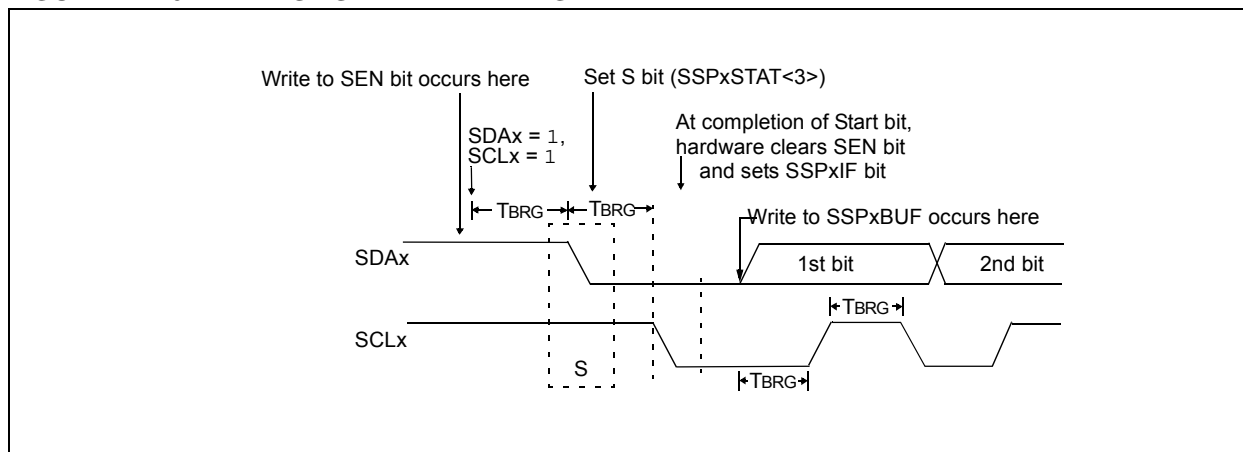 Write to SEN bit occurs here
Set S bit (SSPxSTAT<3>)
SDAx = 1,
SCLx = 1
At completion of Start bit,
hardware clears SEN bit
and sets SSPxIF bit
TBRG
TBRG
Write to SSPxBUF occurs here
SDAx
1st bit
2nd bit
TBRG
SCLx
S
TBRG